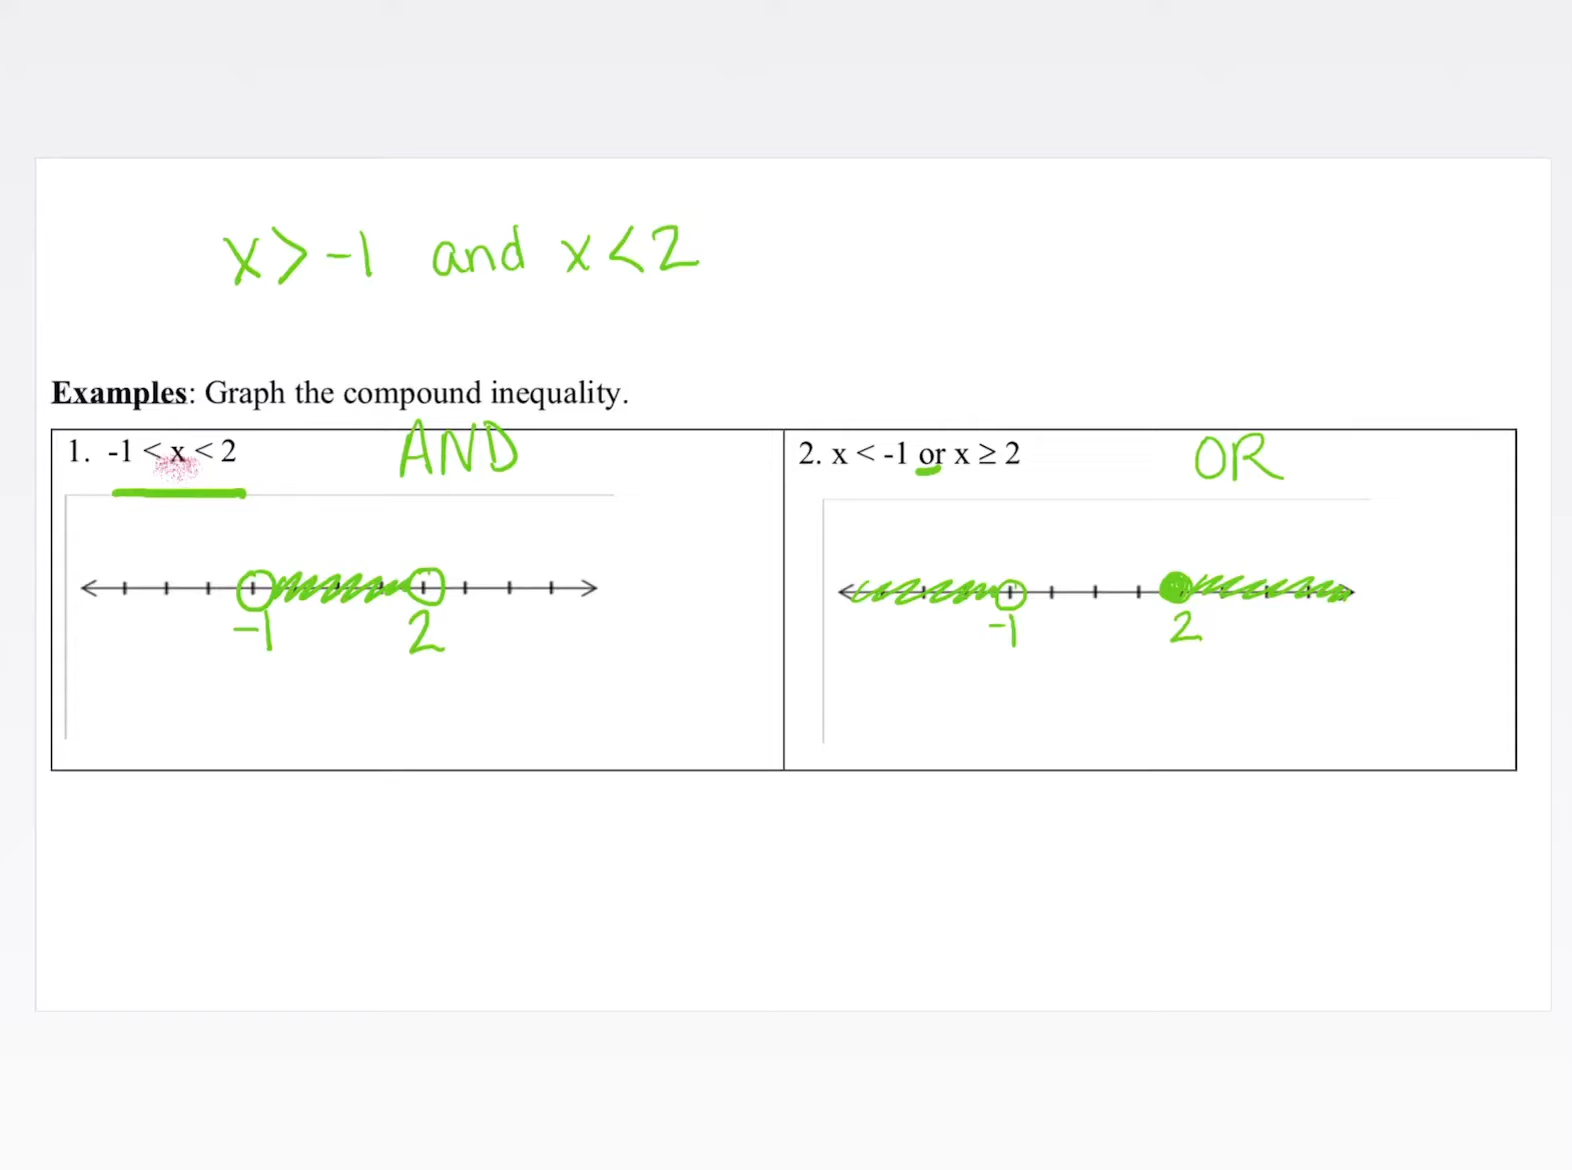 x > -1 and x < 2
Examples: Graph the compound inequality.
1. -1 < x < 2 AND
-1 2
2. x < -1 or x ≥ 2 OR
-1 2